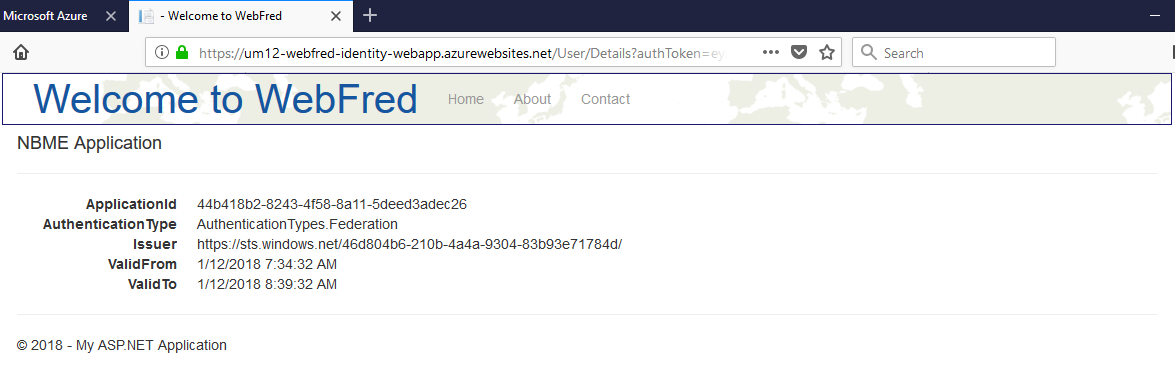 Microsoft Azure
- Welcome to WebFred
https://um12-webfred-identity-webapp.azurewebsites.net/User/Details?authToken=ey
Search
Welcome to WebFred Home About Contact
NBME Application
ApplicationId 44b418b2-8243-4f58-8a11-5deed3adec26
AuthenticationType AuthenticationTypes.Federation
Issuer https://sts.windows.net/46d804b6-210b-4a4a-9304-83b93e71784d/
ValidFrom 1/12/2018 7:34:32 AM
ValidTo 1/12/2018 8:39:32 AM
© 2018 - My ASP.NET Application